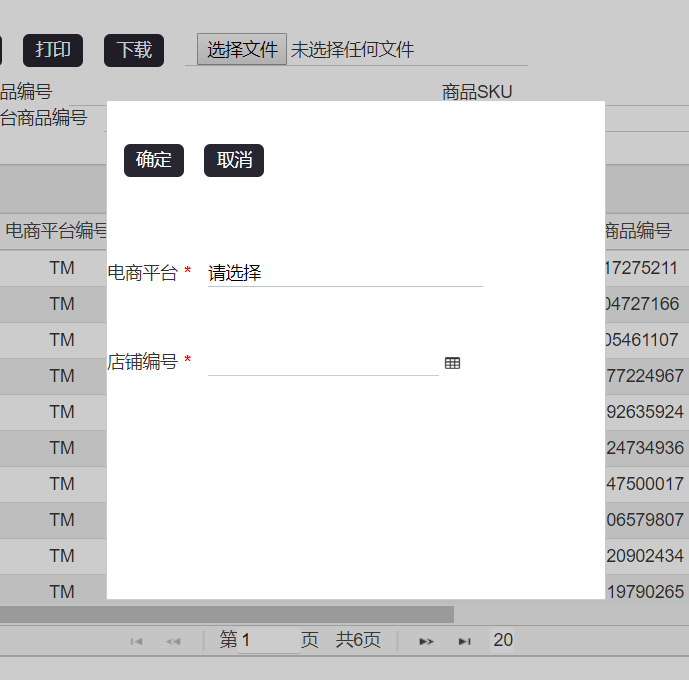 打印 下载 选择文件 未选择任何文件
品编号 商品SKU
台商品编号
确定 取消
电商平台编号 商品编号
电商平台 * 请选择
TM 17275211
TM 04727166
TM 05461107
店铺编号 *
TM 77224967
TM 92635924
TM 24734936
TM 47500017
TM 06579807
TM 20902434
TM 19790265
第 1 页 共6页 20